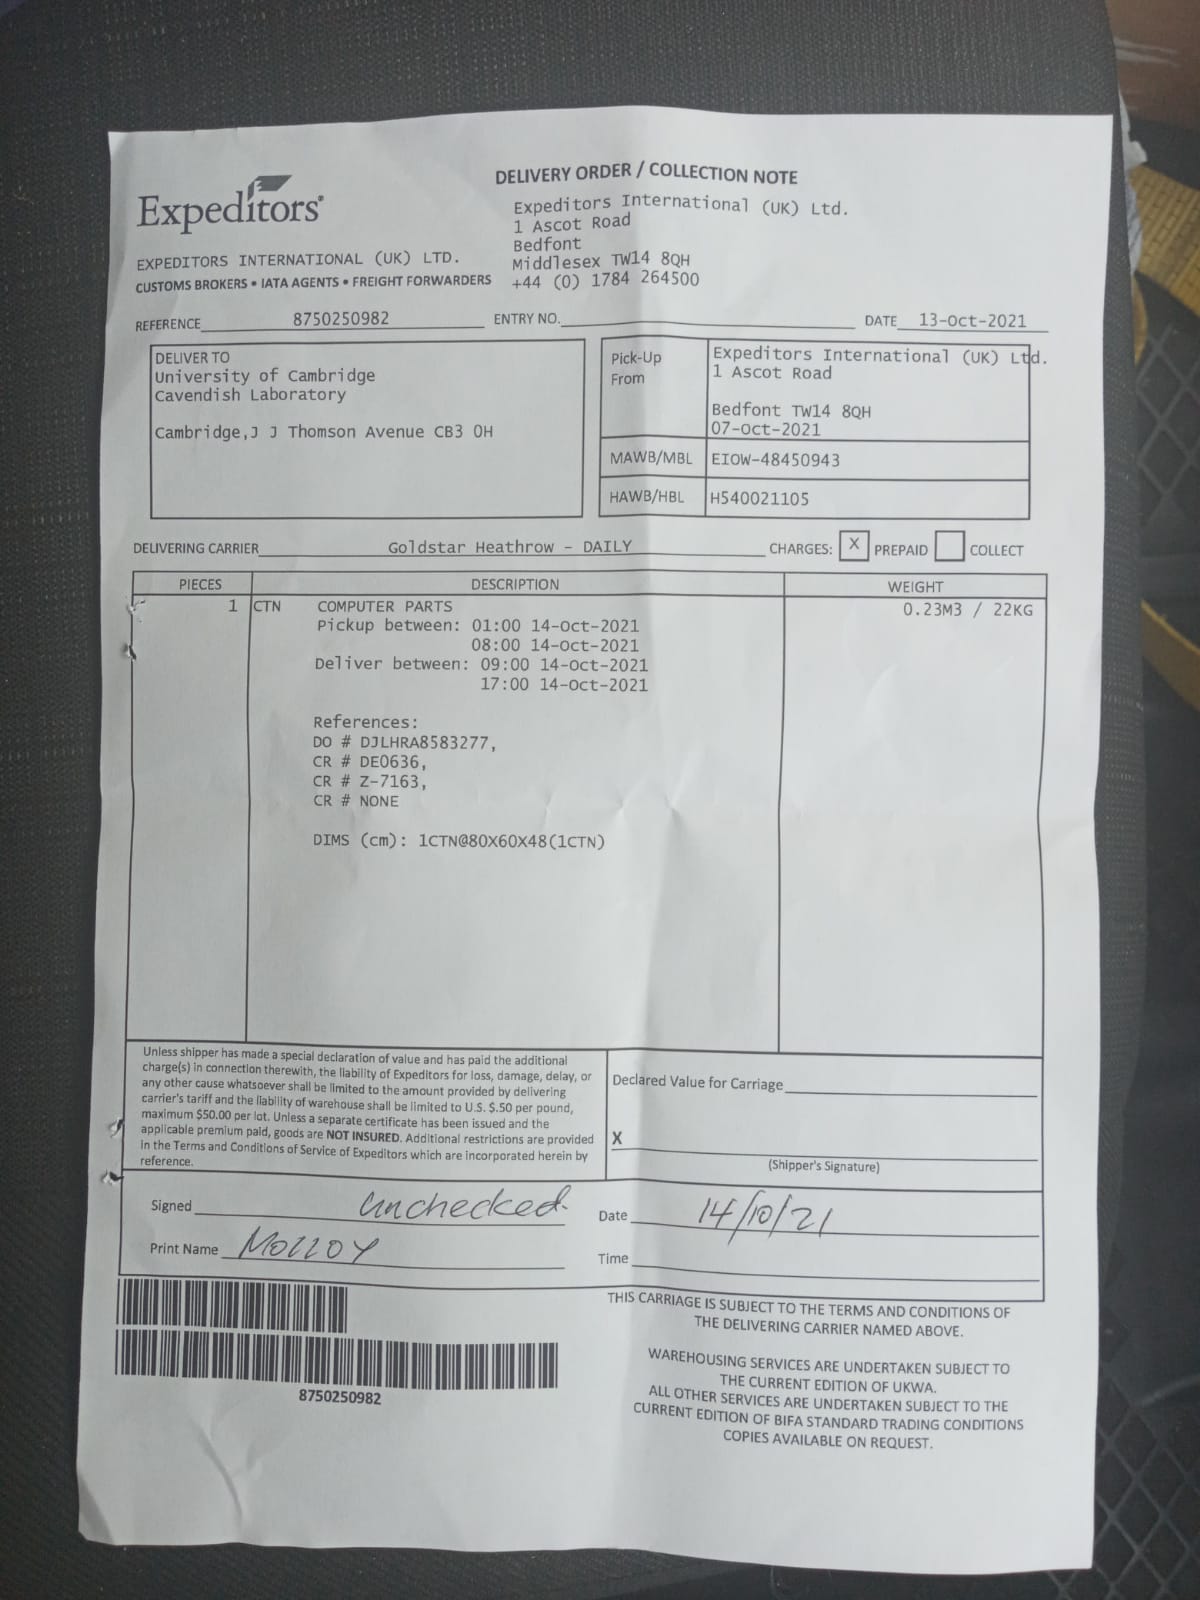 DELIVERY ORDER / COLLECTION NOTE
Expeditors
Expeditors International (UK) Ltd.
1 Ascot Road
Bedfont
Middlesex TW14 8QH
+44 (0) 1784 264500
EXPEDITORS INTERNATIONAL (UK) LTD.
CUSTOMS BROKERS • IATA AGENTS • FREIGHT FORWARDERS
REFERENCE 8750250982 ENTRY NO. DATE 13-Oct-2021
DELIVER TO
University of Cambridge
Cavendish Laboratory
Cambridge,J J Thomson Avenue CB3 0H
Pick-Up From
Expeditors International (UK) Ltd.
1 Ascot Road
Bedfont TW14 8QH
07-Oct-2021
MAWB/MBL EIOW-48450943
HAWB/HBL H540021105
DELIVERING CARRIER Goldstar Heathrow - DAILY CHARGES: X PREPAID COLLECT
PIECES DESCRIPTION WEIGHT
1 CTN COMPUTER PARTS 0.23M3 / 22KG
Pickup between: 01:00 14-Oct-2021
08:00 14-Oct-2021
Deliver between: 09:00 14-Oct-2021
17:00 14-Oct-2021
References:
DO # DJLHRA8583277,
CR # DE0636,
CR # Z-7163,
CR # NONE
DIMS (cm): 1CTN@80X60X48(1CTN)
Unless shipper has made a special declaration of value and has paid the additional
charge(s) in connection therewith, the liability of Expeditors for loss, damage, delay, or
any other cause whatsoever shall be limited to the amount provided by delivering
carrier's tariff and the liability of warehouse shall be limited to U.S. $.50 per pound,
maximum $50.00 per lot. Unless a separate certificate has been issued and the
applicable premium paid, goods are NOT INSURED. Additional restrictions are provided
in the Terms and Conditions of Service of Expeditors which are incorporated herein by
reference.
Declared Value for Carriage
X
(Shipper's Signature)
Signed unchecked.
Date 14/10/21
Print Name MOLLOY
Time
8750250982
THIS CARRIAGE IS SUBJECT TO THE TERMS AND CONDITIONS OF
THE DELIVERING CARRIER NAMED ABOVE.
WAREHOUSING SERVICES ARE UNDERTAKEN SUBJECT TO
THE CURRENT EDITION OF UKWA.
ALL OTHER SERVICES ARE UNDERTAKEN SUBJECT TO THE
CURRENT EDITION OF BIFA STANDARD TRADING CONDITIONS
COPIES AVAILABLE ON REQUEST.